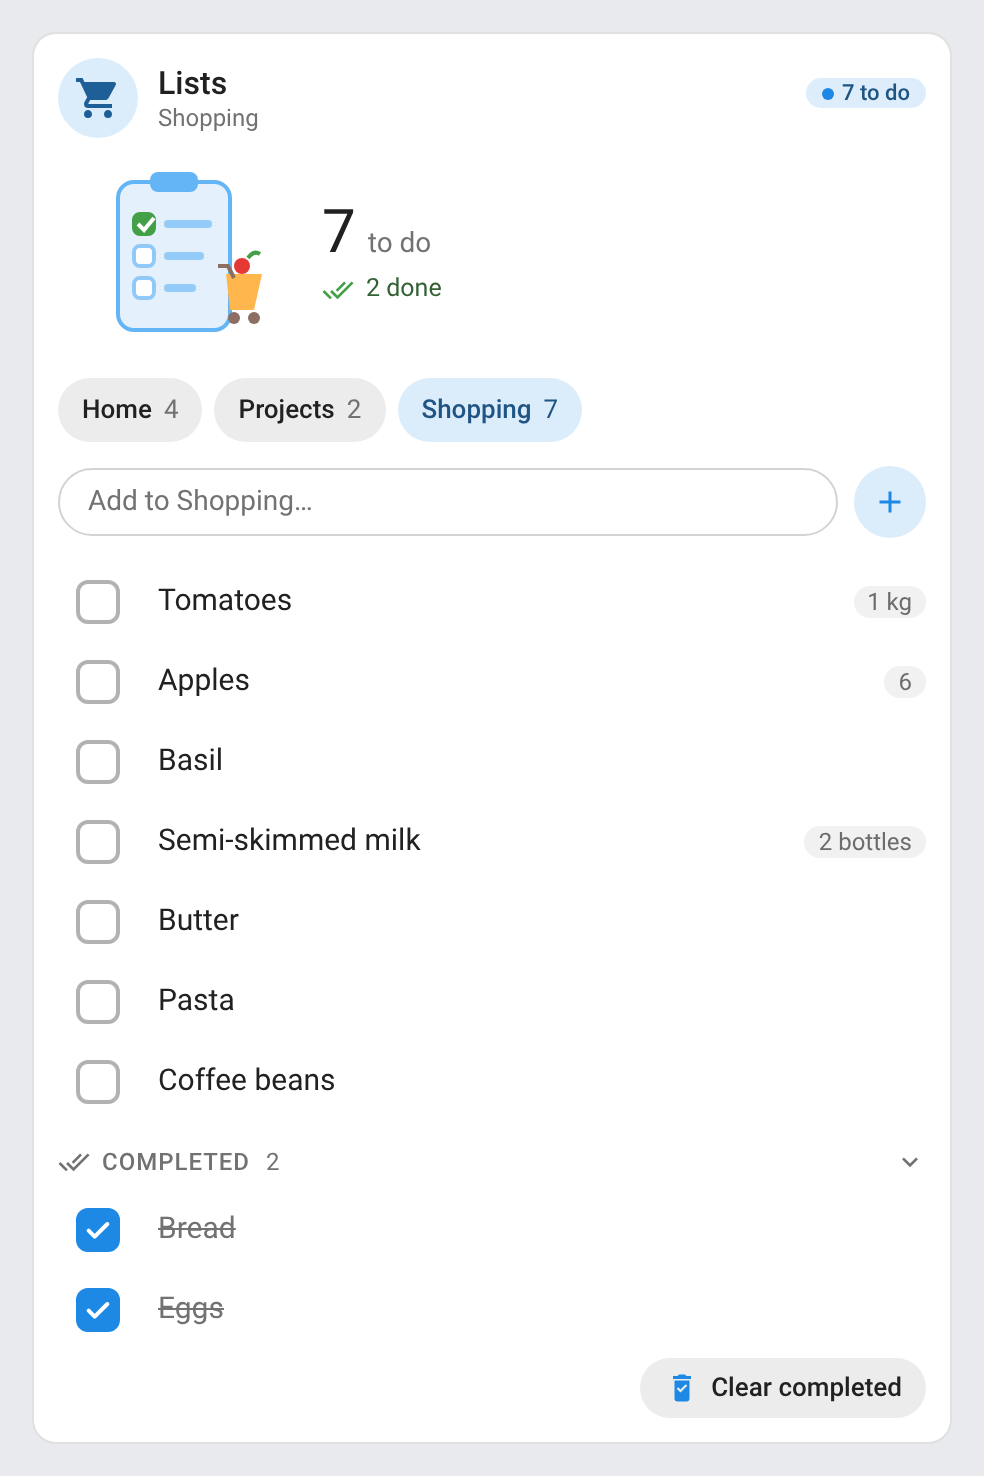 Lists
Shopping
7 to do
7 to do
2 done
Home 4
Projects 2
Shopping 7
Add to Shopping...
Tomatoes
1 kg
Apples
6
Basil
Semi-skimmed milk
2 bottles
Butter
Pasta
Coffee beans
COMPLETED 2
Bread
Eggs
Clear completed